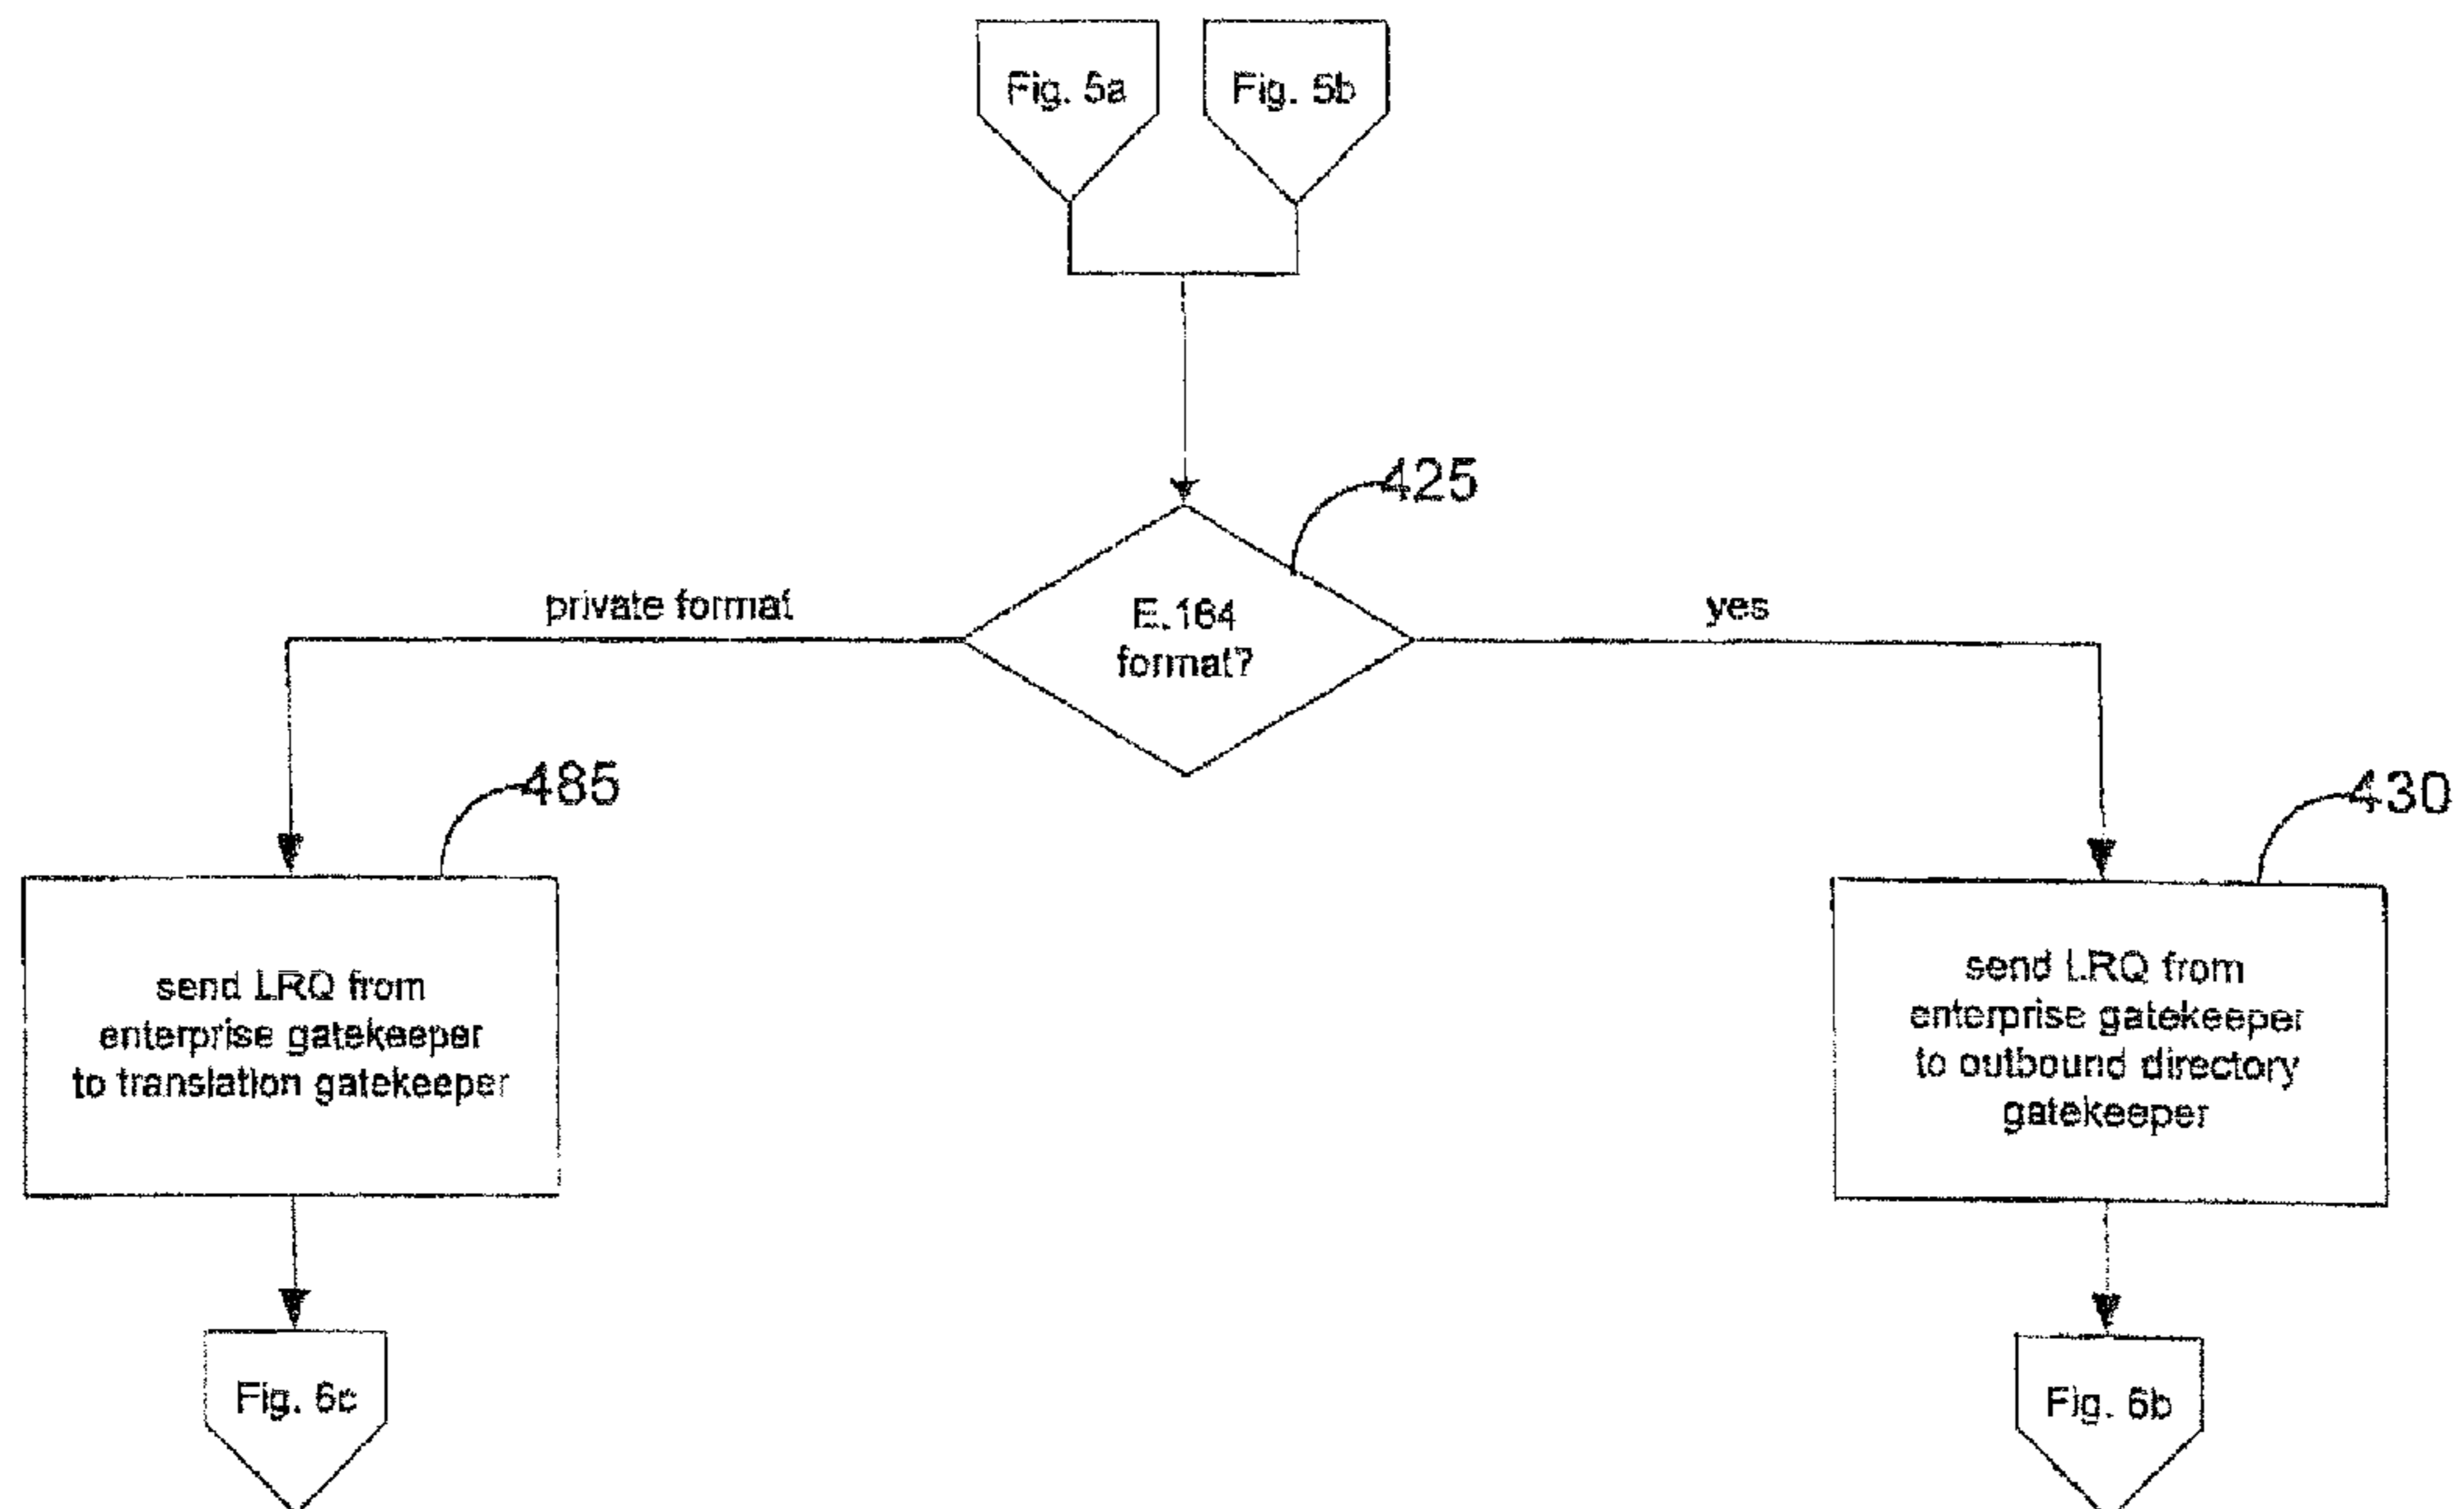 Fig. 5a
Fig. 5b
425
E.164
format?
private format
yes
485
430
send LRQ from
enterprise gatekeeper
to translation gatekeeper
send LRQ from
enterprise gatekeeper
to outbound directory
gatekeeper
Fig. 6c
Fig. 6b